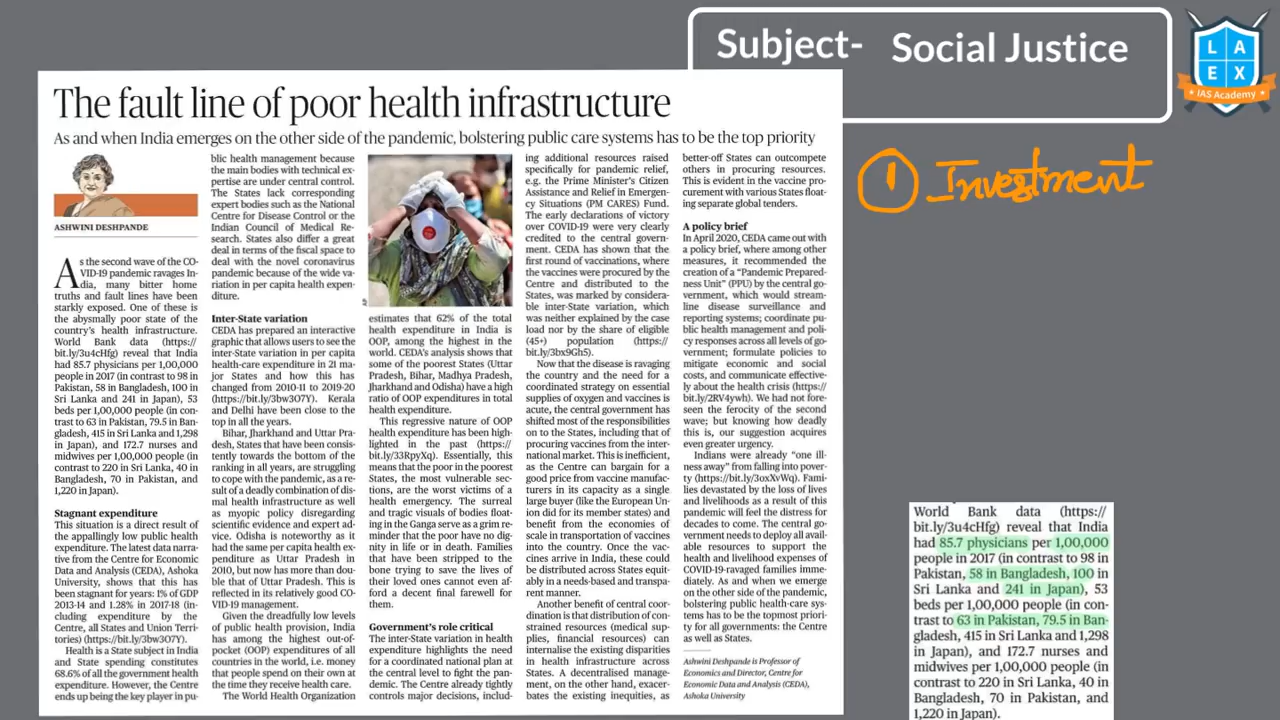 Subject- Social Justice
L A
E X
IAS Academy
1 Investment
The fault line of poor health infrastructure
As and when India emerges on the other side of the pandemic, bolstering public care systems has to be the top priority
ASHWINI DESHPANDE
As the second wave of the CO-
VID-19 pandemic ravages In-
dia, many bitter home
truths and fault lines have been
starkly exposed. One of these is
the abysmally poor state of the
country's health infrastructure.
World Bank data (https://
bit.ly/3u4cHfg) reveal that India
had 85.7 physicians per 1,00,000
people in 2017 (in contrast to 98 in
Pakistan, 58 in Bangladesh, 100 in
Sri Lanka and 241 in Japan), 53
beds per 1,00,000 people (in con-
trast to 63 in Pakistan, 79.5 in Ban-
gladesh, 415 in Sri Lanka and 1,298
in Japan), and 172.7 nurses and
midwives per 1,00,000 people (in
contrast to 220 in Sri Lanka, 40 in
Bangladesh, 70 in Pakistan, and
1,220 in Japan).
Stagnant expenditure
This situation is a direct result of
the appallingly low public health
expenditure. The latest data narra-
tive from the Centre for Economic
Data and Analysis (CEDA), Ashoka
University, shows that this has
been stagnant for years: 1% of GDP
2013-14 and 1.28% in 2017-18 (in-
cluding expenditure by the
Centre, all States and Union Terri-
tories) (https://bit.ly/3bw3O7Y).
Health is a State subject in India
and State spending constitutes
68.6% of all the government health
expenditure. However, the Centre
ends up being the key player in pu-
blic health management because
the main bodies with technical ex-
pertise are under central control.
The States lack corresponding
expert bodies such as the National
Centre for Disease Control or the
Indian Council of Medical Re-
search. States also differ a great
deal in terms of the fiscal space to
deal with the novel coronavirus
pandemic because of the wide va-
riation in per capita health expen-
diture.
Inter-State variation
CEDA has prepared an interactive
graphic that allows users to see the
inter-State variation in per capita
health-care expenditure in 21 ma-
jor States and how this has
changed from 2010-11 to 2019-20
(https://bit.ly/3bw3O7Y). Kerala
and Delhi have been close to the
top in all the years.
Bihar, Jharkhand and Uttar Pra-
desh, States that have been consis-
tently towards the bottom of the
ranking in all years, are struggling
to cope with the pandemic, as a re-
sult of a deadly combination of dis-
mal health infrastructure as well
as myopic policy disregarding
scientific evidence and expert ad-
vice. Odisha is noteworthy as it
had the same per capita health ex-
penditure as Uttar Pradesh in
2010, but now has more than dou-
ble that of Uttar Pradesh. This is
reflected in its relatively good CO-
VID-19 management.
Given the dreadfully low levels
of public health provision, India
has among the highest out-of-
pocket (OOP) expenditures of all
countries in the world, i.e. money
that people spend on their own at
the time they receive health care.
The World Health Organization
estimates that 62% of the total
health expenditure in India is
OOP, among the highest in the
world. CEDA's analysis shows that
some of the poorest States (Uttar
Pradesh, Bihar, Madhya Pradesh,
Jharkhand and Odisha) have a high
ratio of OOP expenditures in total
health expenditure.
This regressive nature of OOP
health expenditure has been high-
lighted in the past (https://
bit.ly/33RpyXq). Essentially, this
means that the poor in the poorest
States, the most vulnerable sec-
tions, are the worst victims of a
health emergency. The surreal
and tragic visuals of bodies float-
ing in the Ganga serve as a grim re-
minder that the poor have no dig-
nity in life or in death. Families
that have been stripped to the
bone trying to save the lives of
their loved ones cannot even af-
ford a decent final farewell for
them.
Government's role critical
The inter-State variation in health
expenditure highlights the need
for a coordinated national plan at
the central level to fight the pan-
demic. The Centre already tightly
controls major decisions, includ-
ing additional resources raised
specifically for pandemic relief,
e.g. the Prime Minister's Citizen
Assistance and Relief in Emergen-
cy Situations (PM CARES) Fund.
The early declarations of victory
over COVID-19 were very clearly
credited to the central govern-
ment. CEDA has shown that the
first round of vaccinations, where
the vaccines were procured by the
Centre and distributed to the
States, was marked by considera-
ble inter-State variation, which
was neither explained by the case
load nor by the share of eligible
(45+) population (https://
bit.ly/3bx9Gh5).
Now that the disease is ravaging
the country and the need for a
coordinated strategy on essential
supplies of oxygen and vaccines is
acute, the central government has
shifted most of the responsibilities
on to the States, including that of
procuring vaccines from the inter-
national market. This is inefficient,
as the Centre can bargain for a
good price from vaccine manufac-
turers in its capacity as a single
large buyer (like the European Un-
ion did for its member states) and
benefit from the economies of
scale in transportation of vaccines
into the country. Once the vac-
cines arrive in India, these could
be distributed across States equit-
ably in a needs-based and transpa-
rent manner.
Another benefit of central coor-
dination is that distribution of con-
strained resources (medical sup-
plies, financial resources) can
internalise the existing disparities
in health infrastructure across
States. A decentralised manage-
ment, on the other hand, exacer-
bates the existing inequities, as
better-off States can outcompete
others in procuring resources.
This is evident in the vaccine pro-
curement with various States float-
ing separate global tenders.
A policy brief
In April 2020, CEDA came out with
a policy brief, where among other
measures, it recommended the
creation of a "Pandemic Prepared-
ness Unit" (PPU) by the central go-
vernment, which would stream-
line disease surveillance and
reporting systems; coordinate pu-
blic health management and poli-
cy responses across all levels of go-
vernment; formulate policies to
mitigate economic and social
costs, and communicate effective-
ly about the health crisis (https://
bit.ly/2RV4ywh). We had not fore-
seen the ferocity of the second
wave; but knowing how deadly
this is, our suggestion acquires
even greater urgency.
Indians were already "one ill-
ness away" from falling into pover-
ty (https://bit.ly/3oxXvWq). Fami-
lies devastated by the loss of lives
and livelihoods as a result of this
pandemic will feel the distress for
decades to come. The central go-
vernment needs to deploy all avai-
lable resources to support the
health and livelihood expenses of
COVID-19-ravaged families imme-
diately. As and when we emerge
on the other side of the pandemic,
bolstering public health-care sys-
tems has to be the topmost priori-
ty for all governments: the Centre
as well as States.
Ashwini Deshpande is Professor of
Economics and Director, Centre for
Economic Data and Analysis (CEDA),
Ashoka University
World Bank data (https://
bit.ly/3u4cHfg) reveal that India
had 85.7 physicians per 1,00,000
people in 2017 (in contrast to 98 in
Pakistan, 58 in Bangladesh, 100 in
Sri Lanka and 241 in Japan), 53
beds per 1,00,000 people (in con-
trast to 63 in Pakistan, 79.5 in Ban-
gladesh, 415 in Sri Lanka and 1,298
in Japan), and 172.7 nurses and
midwives per 1,00,000 people (in
contrast to 220 in Sri Lanka, 40 in
Bangladesh, 70 in Pakistan, and
1,220 in Japan).